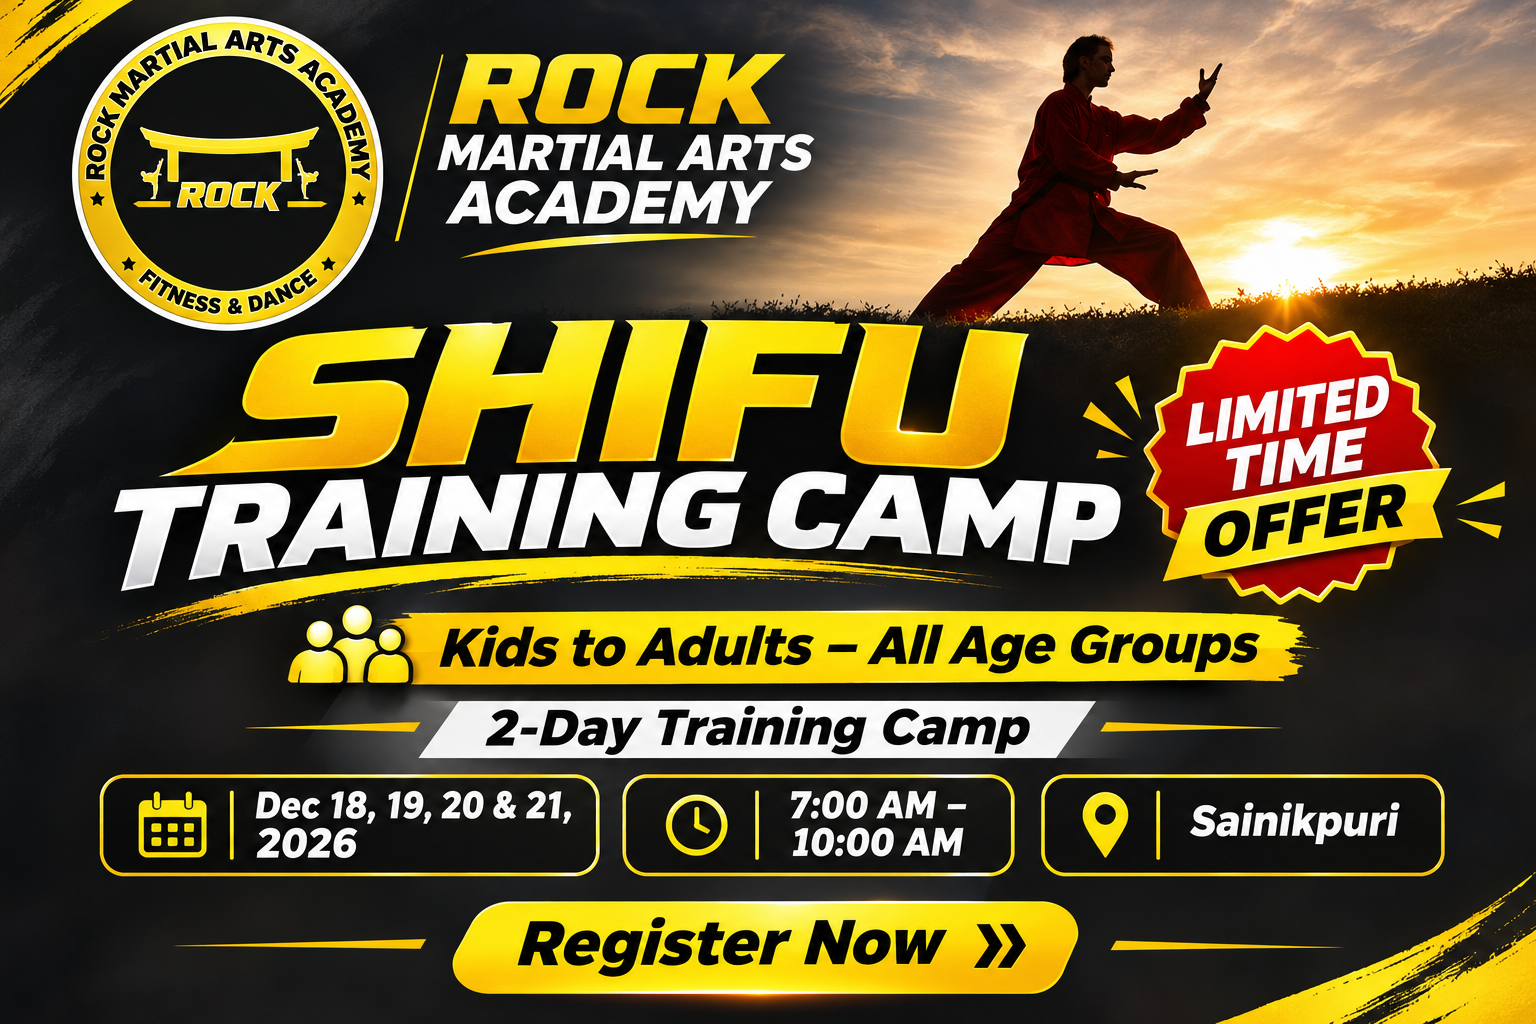 ROCK MARTIAL ARTS ACADEMY
ROCK
FITNESS & DANCE
ROCK
MARTIAL ARTS
ACADEMY
SHIFU
TRAINING CAMP
LIMITED
TIME
OFFER
Kids to Adults – All Age Groups
2-Day Training Camp
Dec 18, 19, 20 & 21,
2026
7:00 AM –
10:00 AM
Sainikpuri
Register Now »